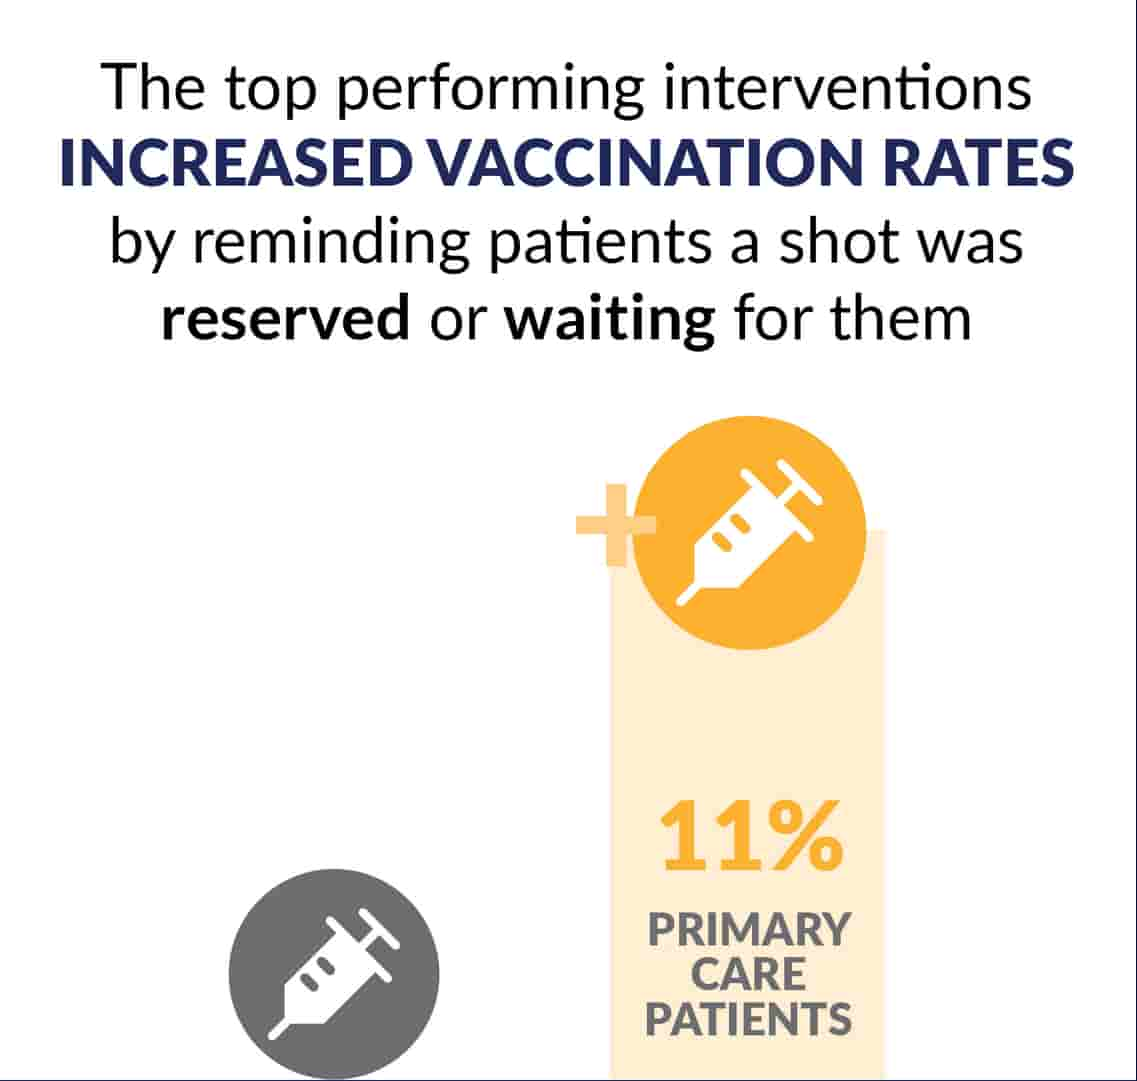 The top performing interventions
INCREASED VACCINATION RATES
by reminding patients a shot was
reserved or waiting for them
+
11%
PRIMARY
CARE
PATIENTS